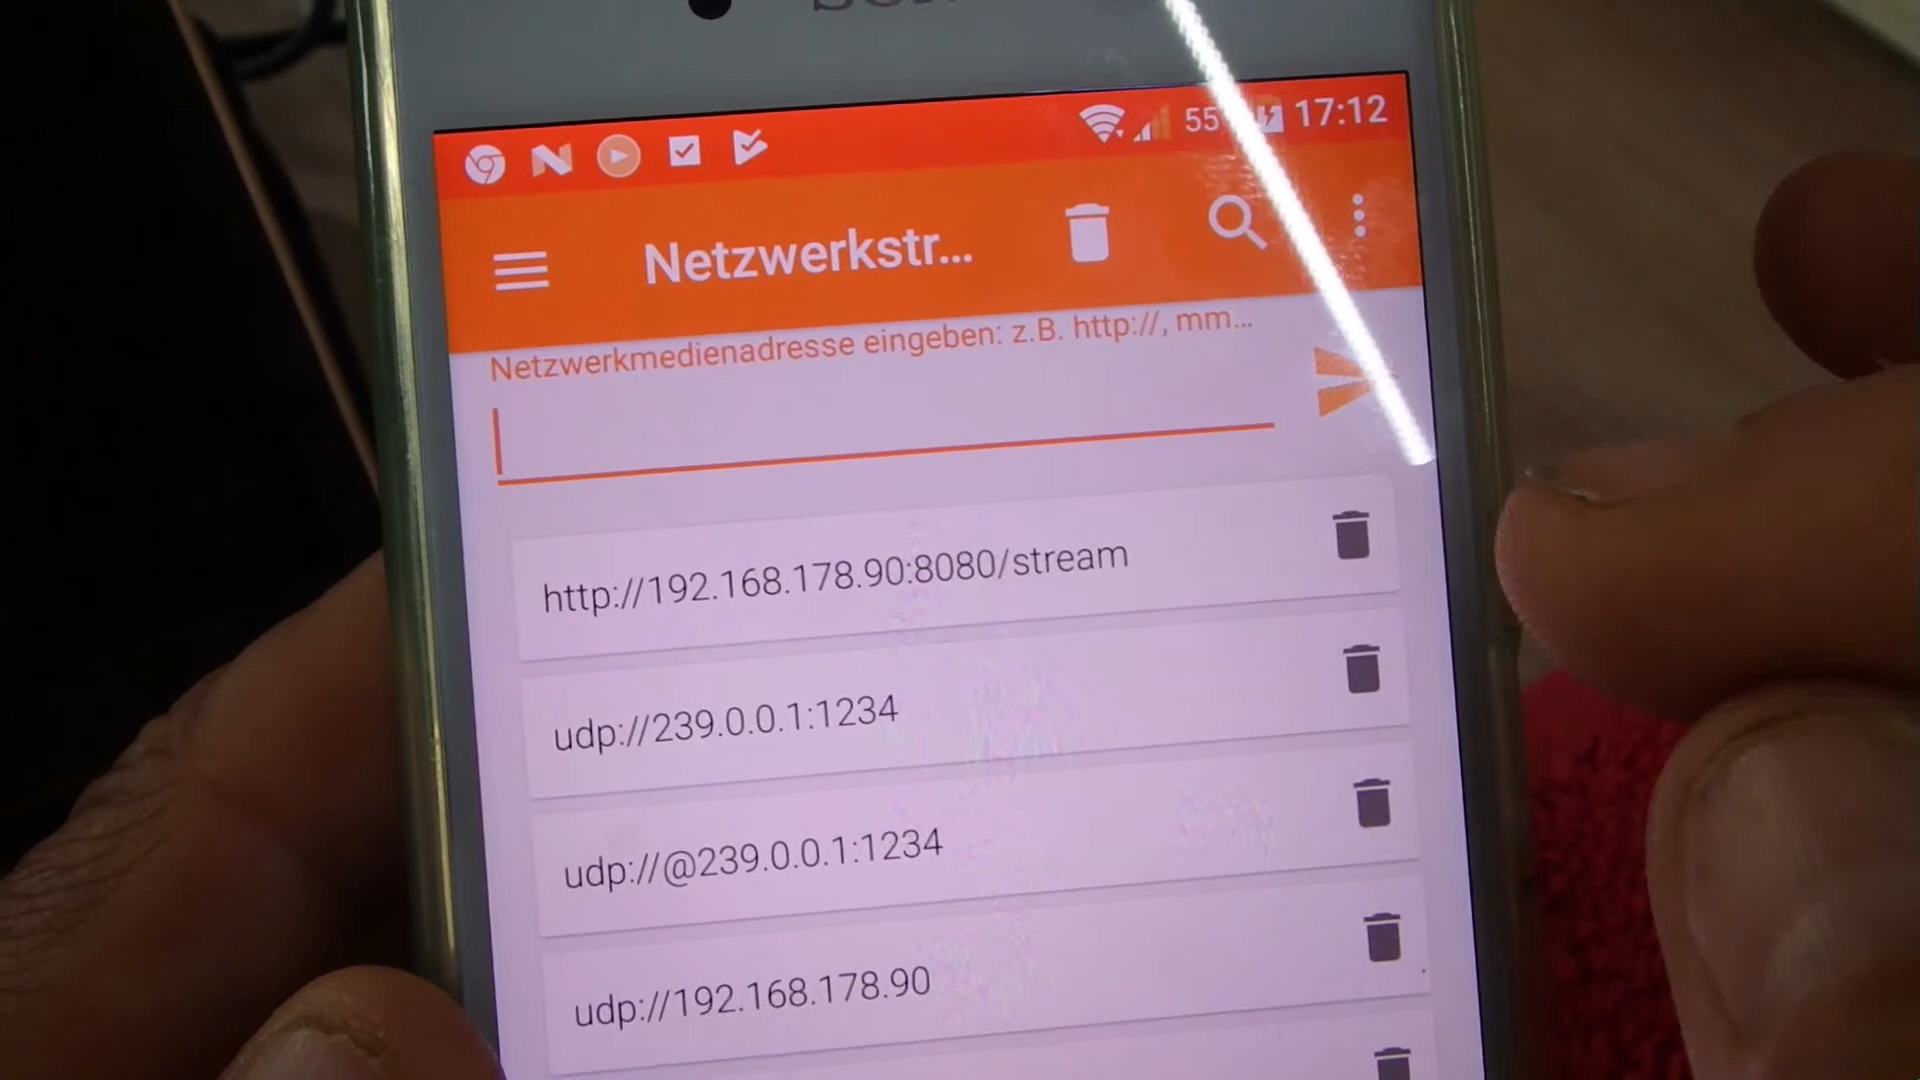 55
17:12
Netzwerkstr...
Netzwerkmedienadresse eingeben: z.B. http://, mm...
http://192.168.178.90:8080/stream
udp://239.0.0.1:1234
udp://@239.0.0.1:1234
udp://192.168.178.90